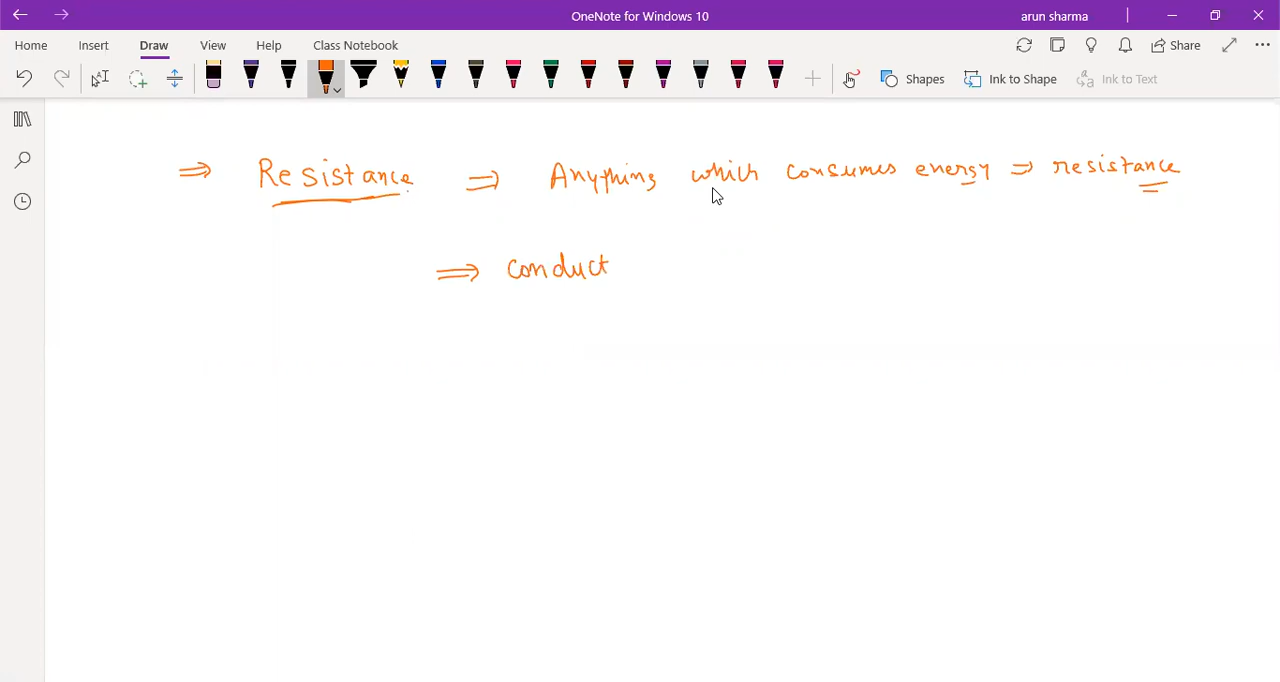 OneNote for Windows 10
arun sharma
Home Insert Draw View Help Class Notebook
Share
Shapes Ink to Shape Ink to Text
⇒ Resistance ⇒ Anything which consumes energy ⇒ resistance
⇒ conduct